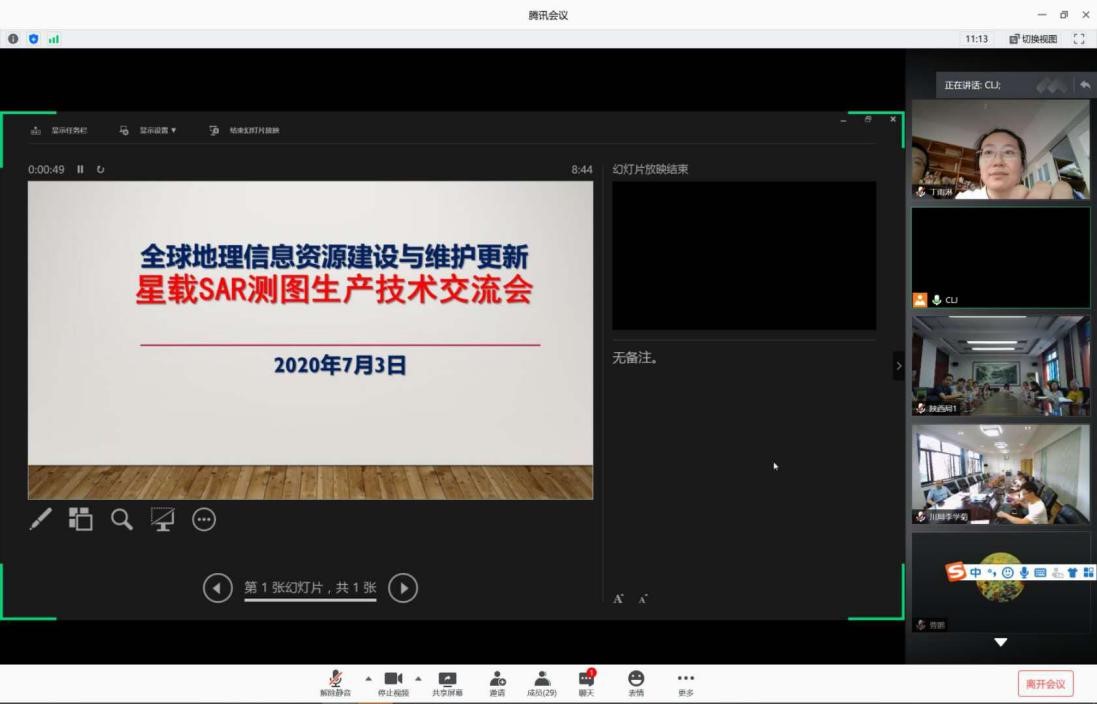 腾讯会议
11:13
切换视图
正在讲话: CLJ;
显示任务栏
显示设置
结束幻灯片放映
0:00:49
8:44
幻灯片放映结束
全球地理信息资源建设与维护更新
星载SAR测图生产技术交流会
2020年7月3日
无备注。
第 1 张幻灯片，共 1 张
丁雨淋
CLJ
陕西局1
川局李学菊
中
解除静音
停止视频
共享屏幕
邀请
成员(29)
1
聊天
表情
更多
离开会议